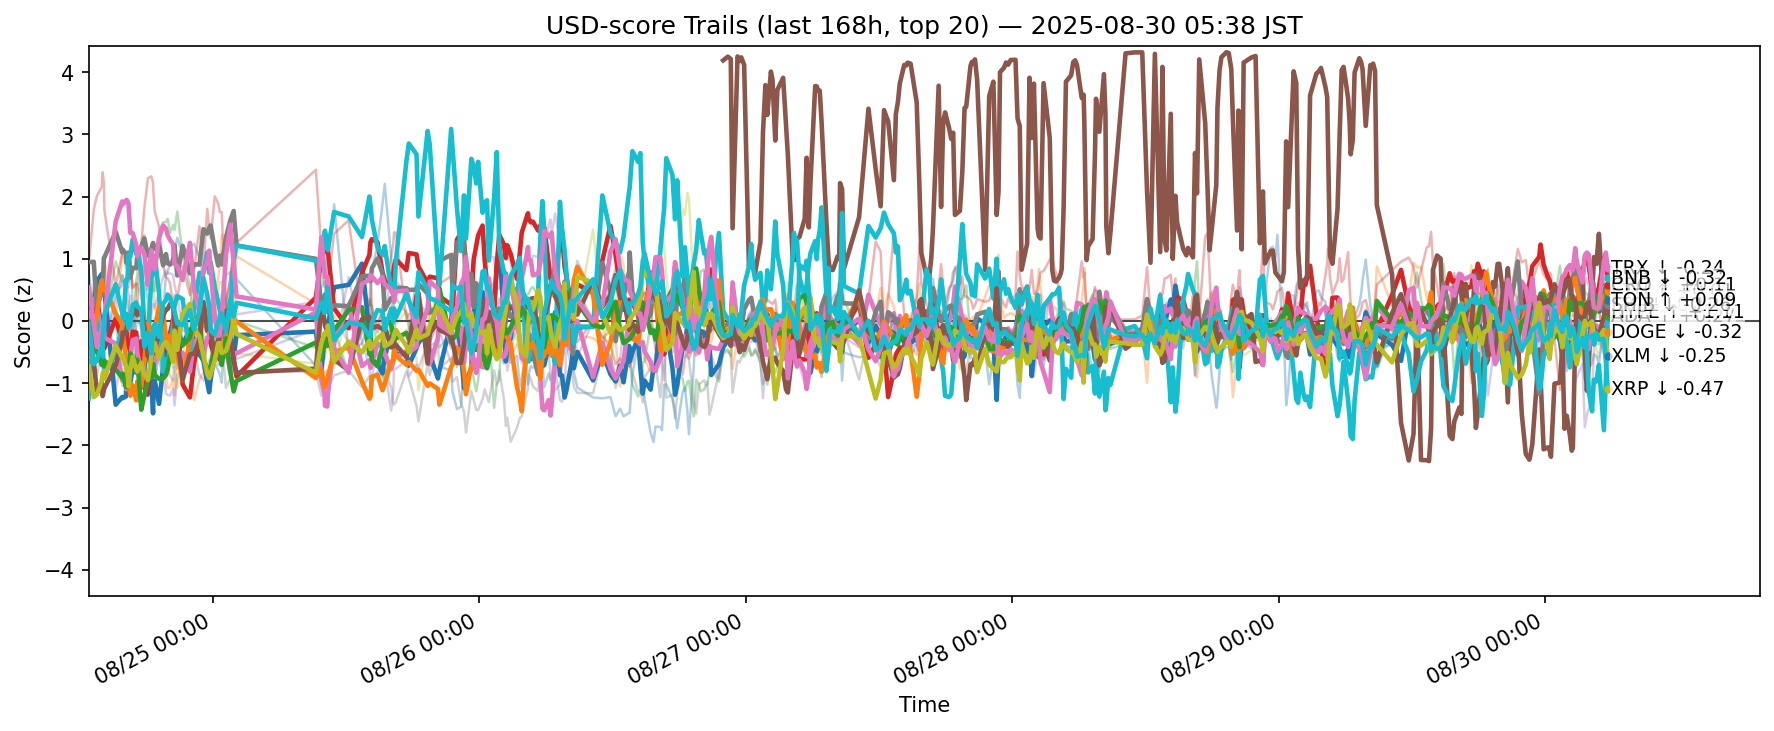 USD-score Trails (last 168h, top 20) — 2025-08-30 05:38 JST
Score (z)
4
3
2
1
0
−1
−2
−3
−4
TRX ↓ -0.24
BNB ↓ -0.32
TON ↑ +0.09
DOGE ↓ -0.32
XLM ↓ -0.25
XRP ↓ -0.47
08/25 00:00
08/26 00:00
08/27 00:00
08/28 00:00
08/29 00:00
08/30 00:00
Time